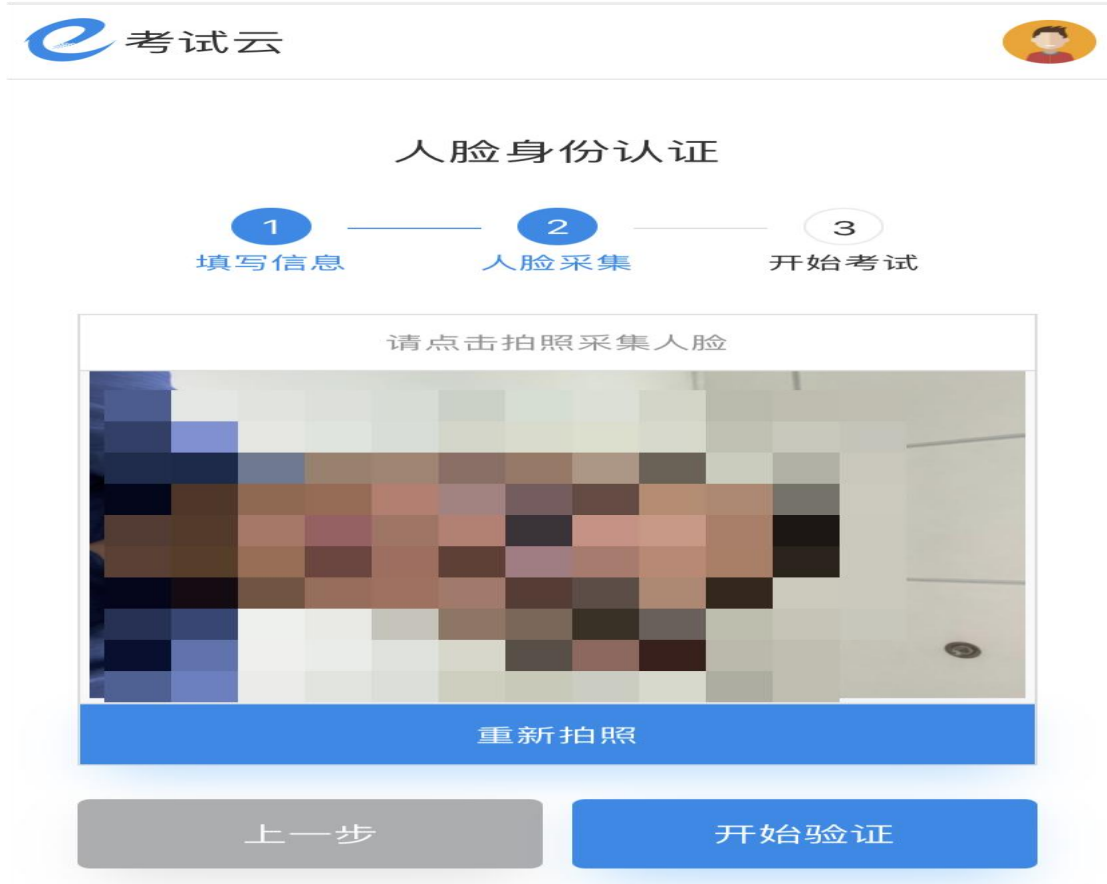 考试云
人脸身份认证
1 2 3
填写信息 人脸采集 开始考试
请点击拍照采集人脸
重新拍照
上一步 开始验证